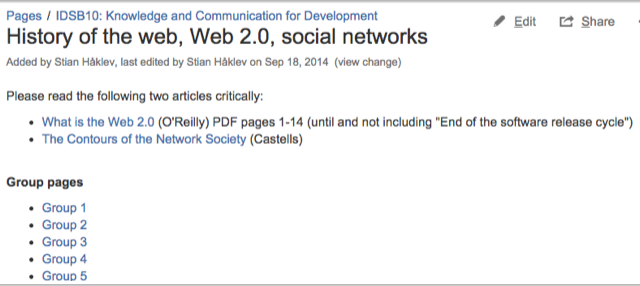 Pages / IDSB10: Knowledge and Communication for Development
Edit Share
History of the web, Web 2.0, social networks
Added by Stian Håklev, last edited by Stian Håklev on Sep 18, 2014 (view change)
Please read the following two articles critically:
• What is the Web 2.0 (O'Reilly) PDF pages 1-14 (until and not including "End of the software release cycle")
• The Contours of the Network Society (Castells)
Group pages
• Group 1
• Group 2
• Group 3
• Group 4
• Group 5